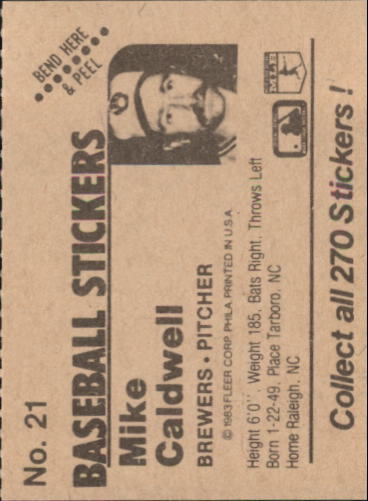 No. 21
BEND HERE
& PEEL
BASEBALL STICKERS
Mike
Caldwell
BREWERS • PITCHER
© 1983 FLEER CORP. PHILA. PRINTED IN U.S.A.
Height 6'0", Weight 185, Bats Right, Throws Left
Born 1-22-49, Place Tarboro, NC
Home Raleigh, NC
Collect all 270 Stickers !